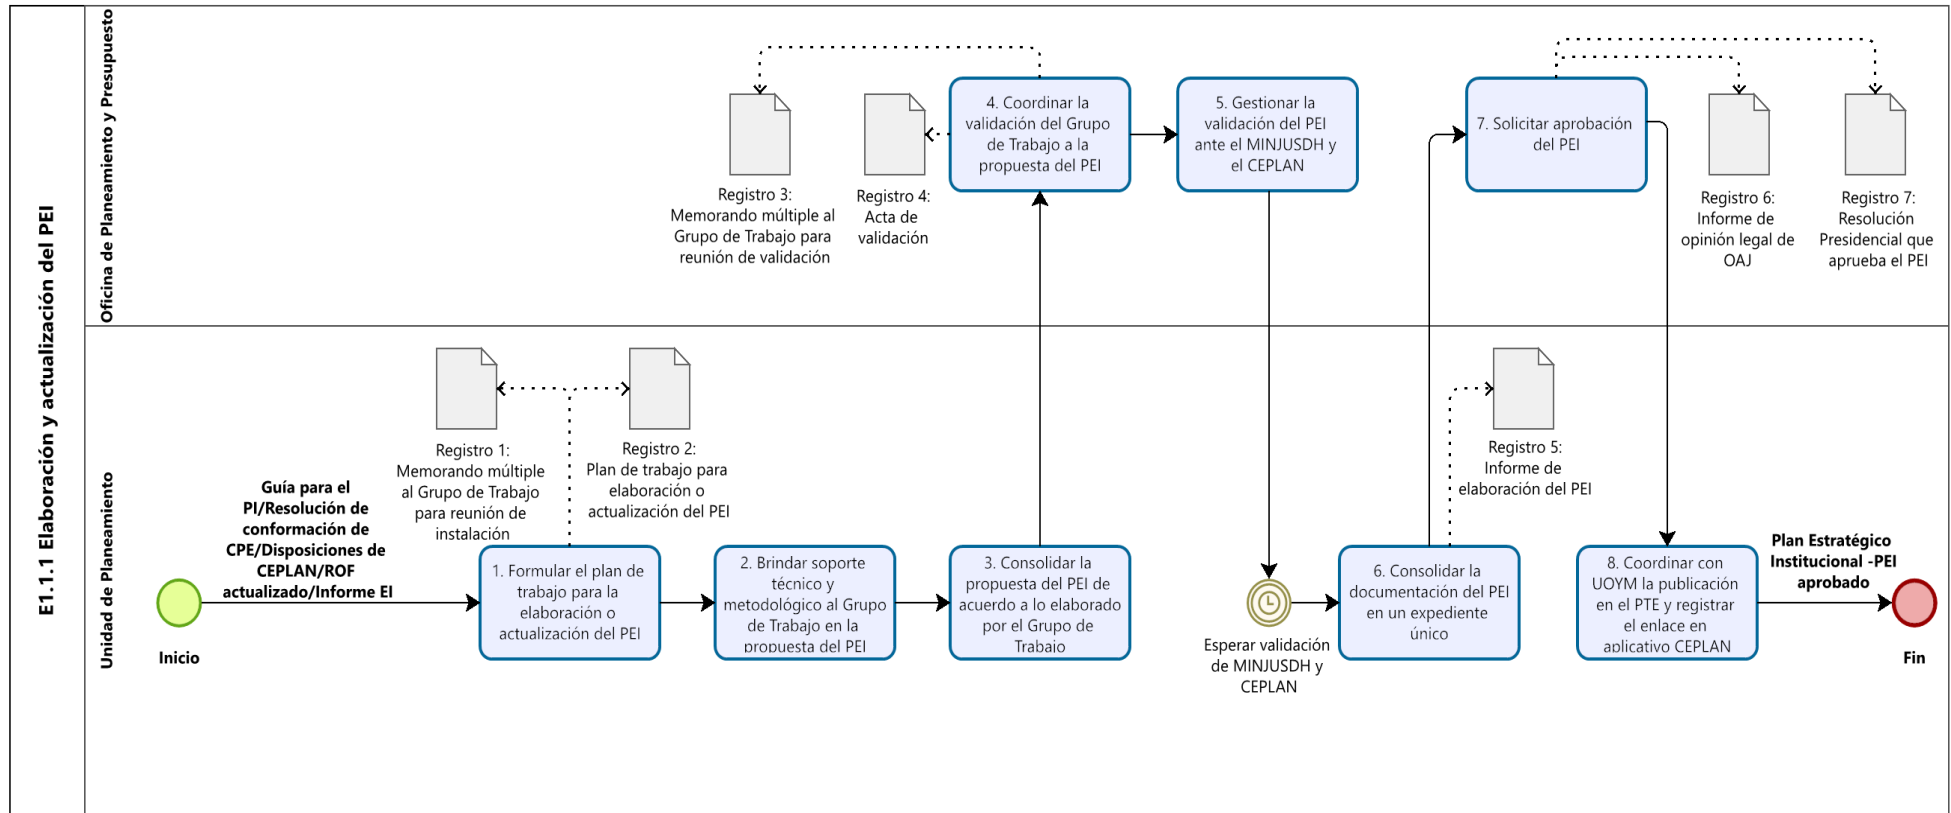 E1.1.1 Elaboración y actualización del PEI
Oficina de Planeamiento y Presupuesto
Registro 3:
Memorando múltiple al
Grupo de Trabajo para
reunión de validación
Registro 4:
Acta de
validación
4. Coordinar la
validación del Grupo
de Trabajo a la
propuesta del PEI
5. Gestionar la
validación del PEI
ante el MINJUSDH y
el CEPLAN
7. Solicitar aprobación
del PEI
Registro 6:
Informe de
opinión legal de
OAJ
Registro 7:
Resolución
Presidencial que
aprueba el PEI
Unidad de Planeamiento
Inicio
Guía para el
PI/Resolución de
conformación de
CPE/Disposiciones de
CEPLAN/ROF
actualizado/Informe EI
Registro 1:
Memorando múltiple
al Grupo de Trabajo
para reunión de
instalación
Registro 2:
Plan de trabajo para
elaboración o
actualización del PEI
1. Formular el plan de
trabajo para la
elaboración o
actualización del PEI
2. Brindar soporte
técnico y
metodológico al Grupo
de Trabajo en la
propuesta del PEI
3. Consolidar la
propuesta del PEI de
acuerdo a lo elaborado
por el Grupo de
Trabajo
Esperar validación
de MINJUSDH y
CEPLAN
6. Consolidar la
documentación del PEI
en un expediente
único
Registro 5:
Informe de
elaboración del PEI
8. Coordinar con
UOYM la publicación
en el PTE y registrar
el enlace en
aplicativo CEPLAN
Plan Estratégico
Institucional -PEI
aprobado
Fin